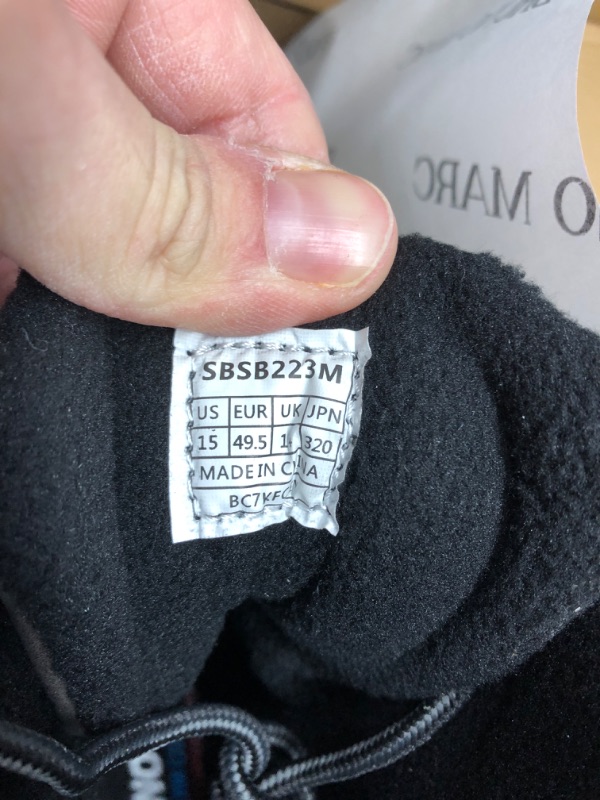 O MARC
SBSB223M
US EUR UK JPN
15 49.5 320
MADE IN